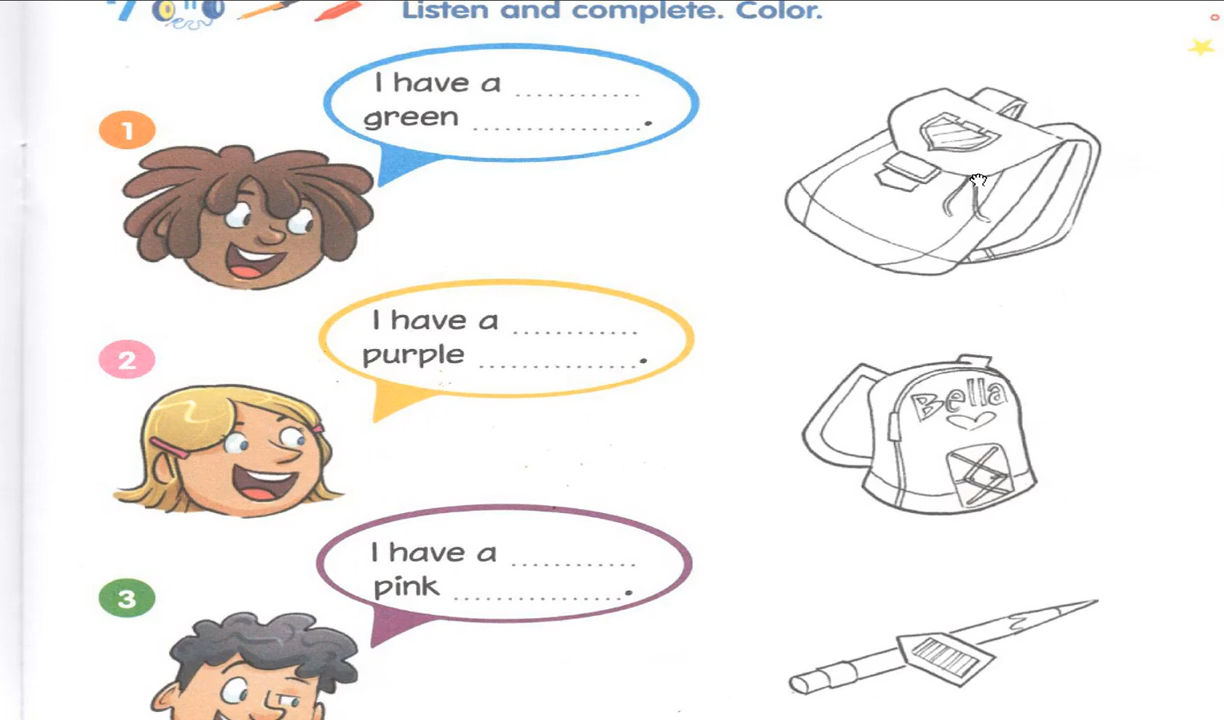 Listen and complete. Color.
1
I have a ............
green ................ .
2
I have a ............
purple ............... .
Bella
3
I have a ............
pink ................ .